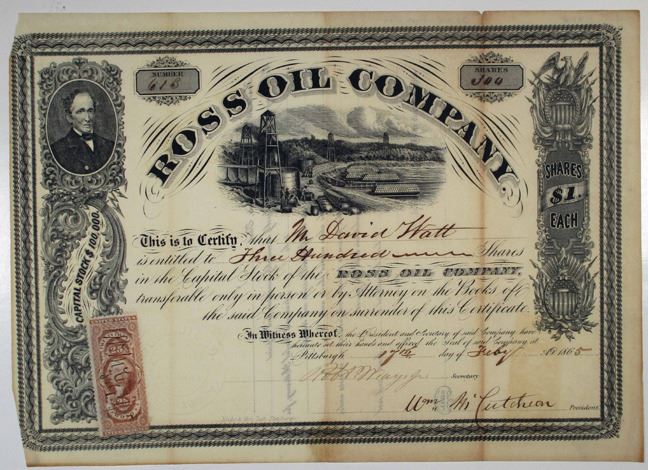 NUMBER
613
SHARES
300
ROSS OIL COMPANY.
CAPITAL STOCK $100,000.
SHARES
$1.
EACH
This is to Certify, that Mr David Watt
is entitled to Three Hundred Shares
in the Capital Stock of the ROSS OIL COMPANY,
transferable only in person or by Attorney on the Books of
the said Company on surrender of this Certificate.
In Witness Whereof, the President and Secretary of said Company have
hereunto set their hands and affixed the Seal of said Company at
Pittsburgh 17th day of Feby AD 1865
Secretary
Wm McCutcheon President
25